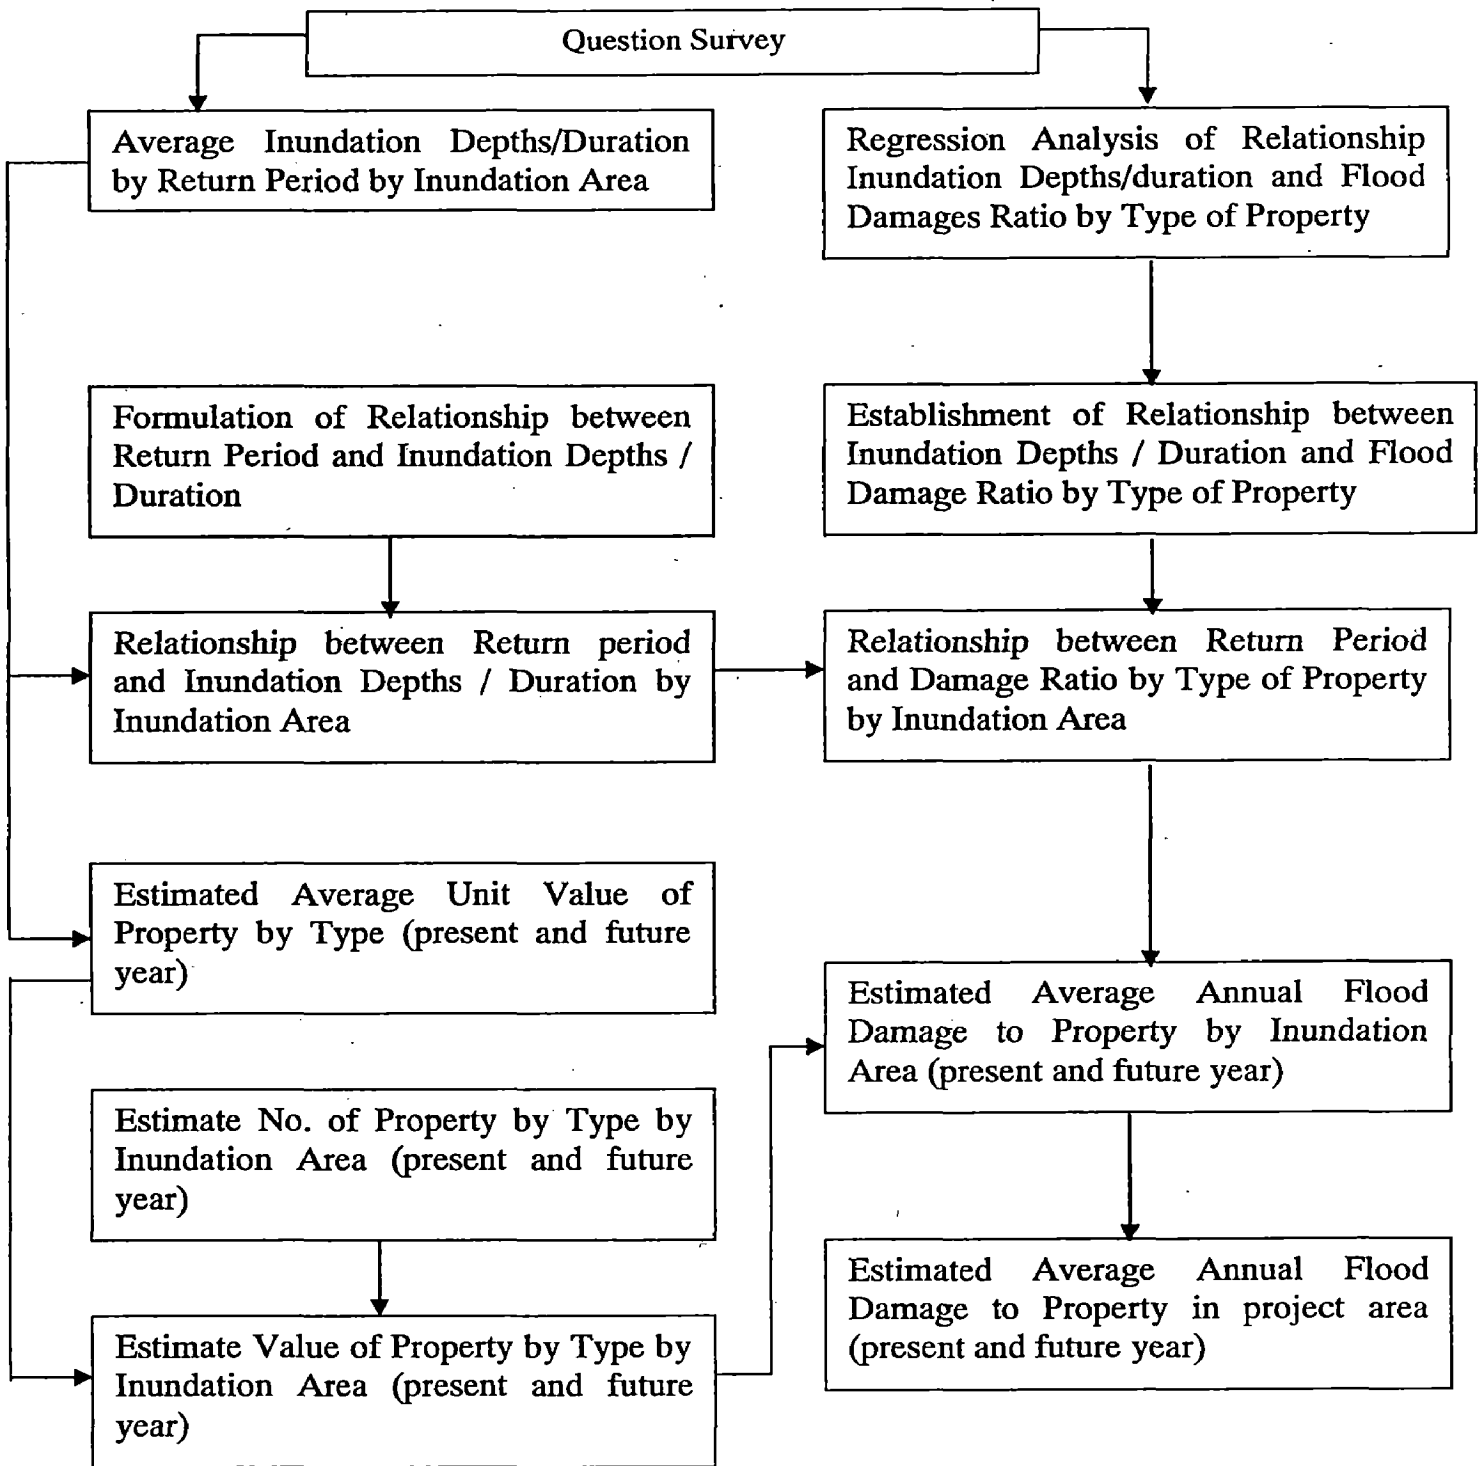 Question Survey
Average Inundation Depths/Duration
by Return Period by Inundation Area
Regression Analysis of Relationship
Inundation Depths/duration and Flood
Damages Ratio by Type of Property
Formulation of Relationship between
Return Period and Inundation Depths /
Duration
Establishment of Relationship between
Inundation Depths / Duration and Flood
Damage Ratio by Type of Property
Relationship between Return period
and Inundation Depths / Duration by
Inundation Area
Relationship between Return Period
and Damage Ratio by Type of Property
by Inundation Area
Estimated Average Unit Value of
Property by Type (present and future
year)
Estimated Average Annual Flood
Damage to Property by Inundation
Area (present and future year)
Estimate No. of Property by Type by
Inundation Area (present and future
year)
Estimated Average Annual Flood
Damage to Property in project area
(present and future year)
Estimate Value of Property by Type by
Inundation Area (present and future
year)